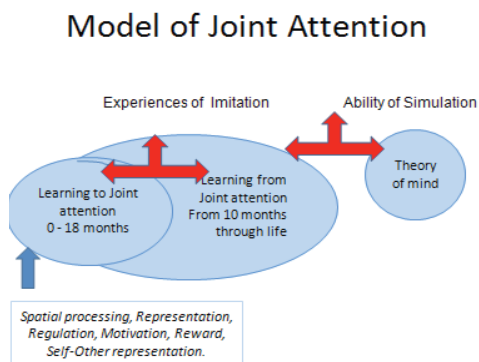 Model of Joint Attention
Experiences of Imitation
Ability of Simulation
Learning to Joint
attention
0 - 18 months
Learning from
Joint attention
From 10 months
through life
Theory
of mind
Spatial processing, Representation,
Regulation, Motivation, Reward,
Self-Other representation.